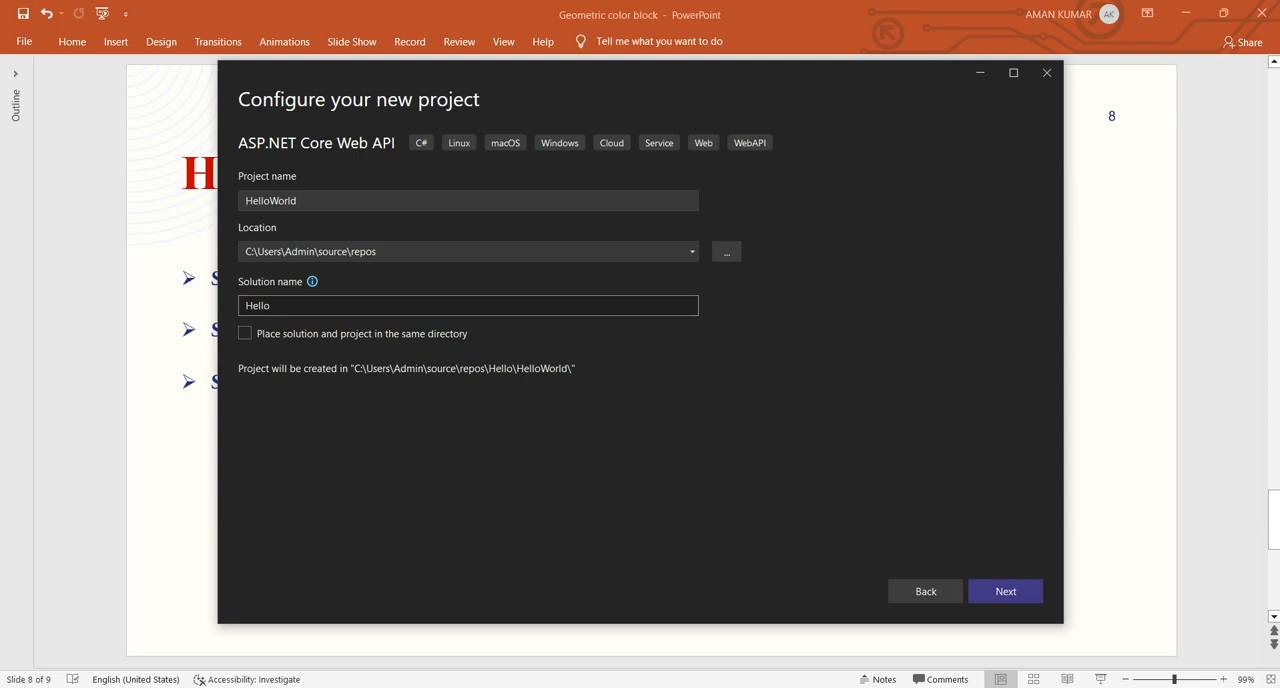 Geometric color block - PowerPoint
AMAN KUMAR AK
File Home Insert Design Transitions Animations Slide Show Record Review View Help Tell me what you want to do Share
Outline
8
H
S
S
S
Configure your new project
ASP.NET Core Web API C# Linux macOS Windows Cloud Service Web WebAPI
Project name
HelloWorld
Location
C:\Users\Admin\source\repos ...
Solution name
Hello
Place solution and project in the same directory
Project will be created in "C:\Users\Admin\source\repos\Hello\HelloWorld\"
Back Next
Slide 8 of 9 English (United States) Accessibility: Investigate Notes Comments 99%